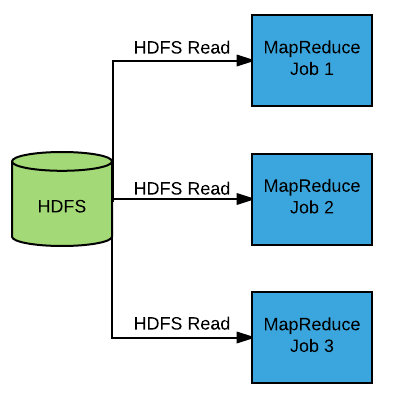 HDFS Read
MapReduce
Job 1
HDFS
HDFS Read
MapReduce
Job 2
HDFS Read
MapReduce
Job 3